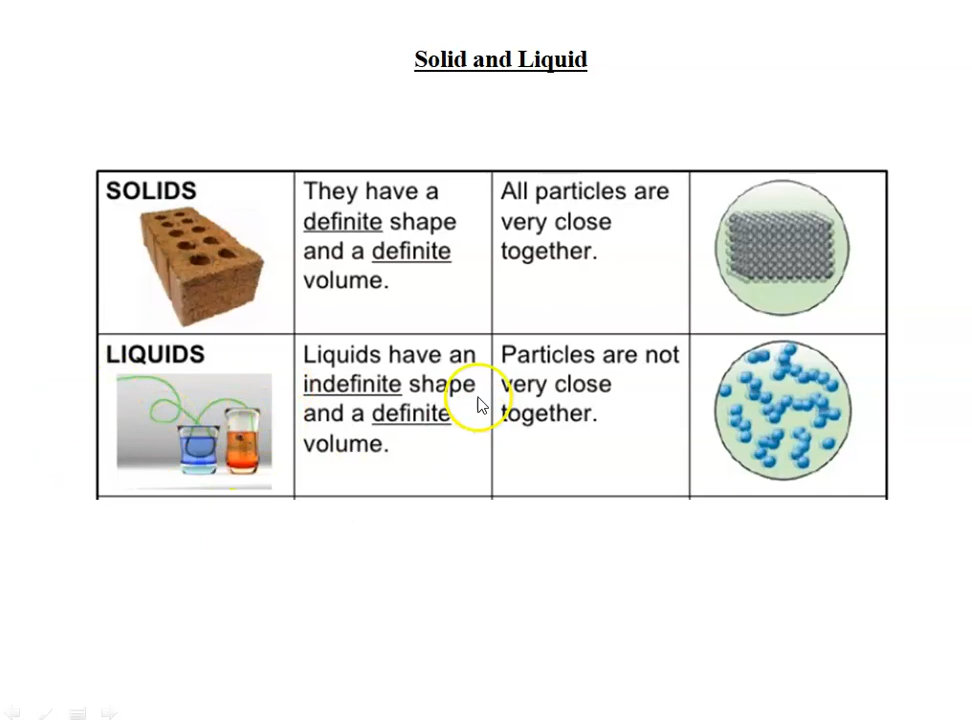 Solid and Liquid
SOLIDS
They have a
definite shape
and a definite
volume.
All particles are
very close
together.
LIQUIDS
Liquids have an
indefinite shape
and a definite
volume.
Particles are not
very close
together.